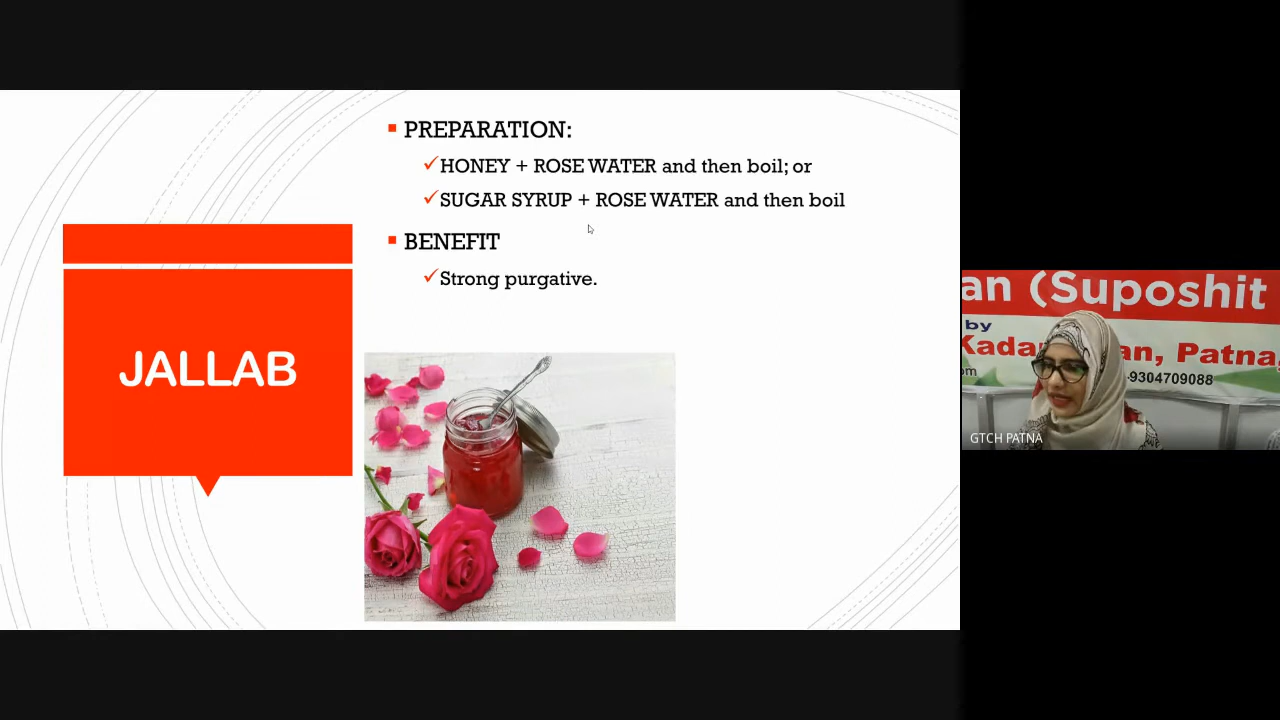 PREPARATION:
HONEY + ROSE WATER and then boil; or
SUGAR SYRUP + ROSE WATER and then boil
BENEFIT
Strong purgative.
JALLAB
an (Suposhit
by
an, Patna,
-9304709088
GTCH PATNA